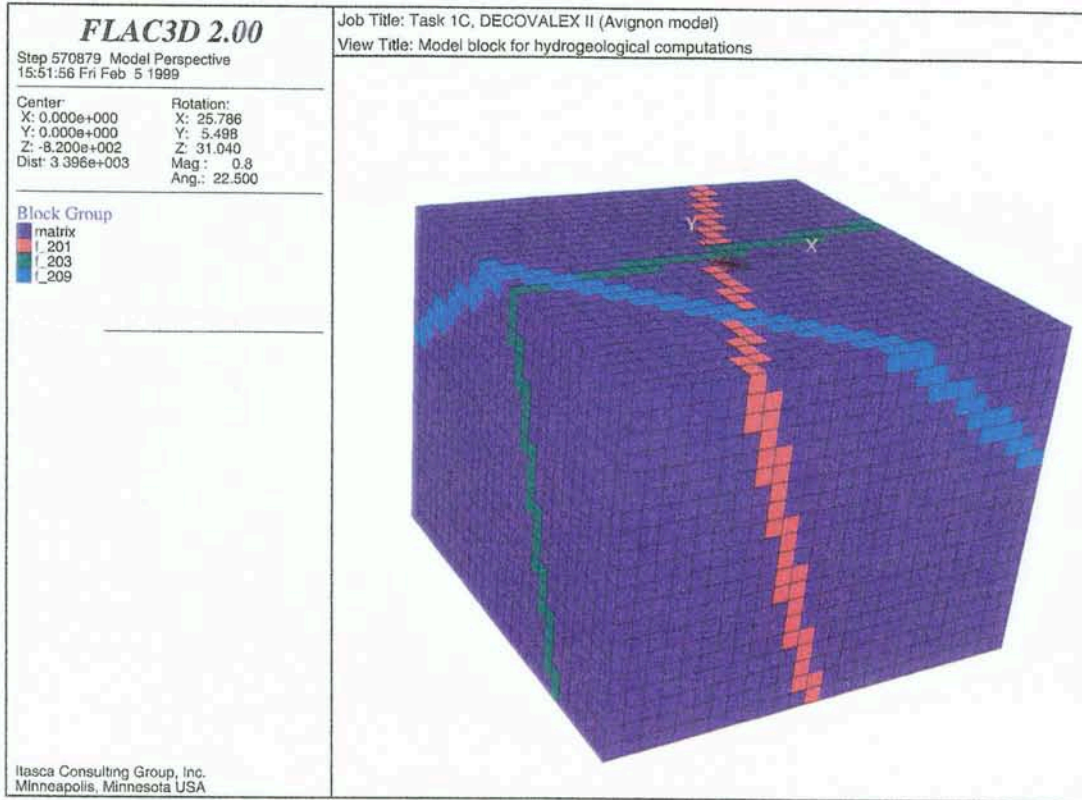 FLAC3D 2.00
Step 570879 Model Perspective
15:51:56 Fri Feb 5 1999
Center:
X: 0.000e+000
Y: 0.000e+000
Z: -8.200e+002
Dist: 3.396e+003
Rotation:
X: 25.786
Y: 5.498
Z: 31.040
Mag.: 0.8
Ang.: 22.500
Block Group
matrix
f_201
f_203
f_209
Itasca Consulting Group, Inc.
Minneapolis, Minnesota USA
Job Title: Task 1C, DECOVALEX II (Avignon model)
View Title: Model block for hydrogeological computations
Y
X